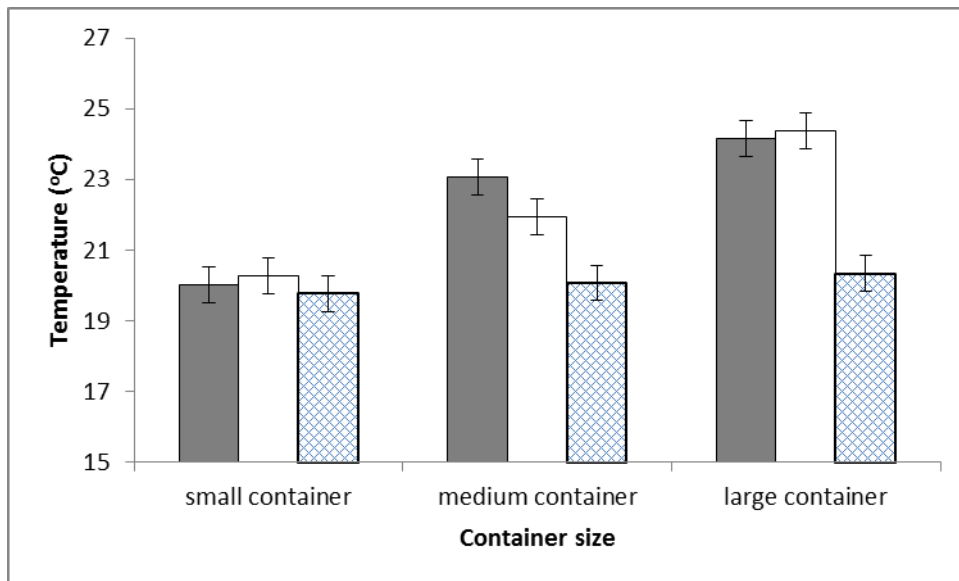 27
25
23
21
19
17
15
Temperature (ºC)
small container
medium container
large container
Container size